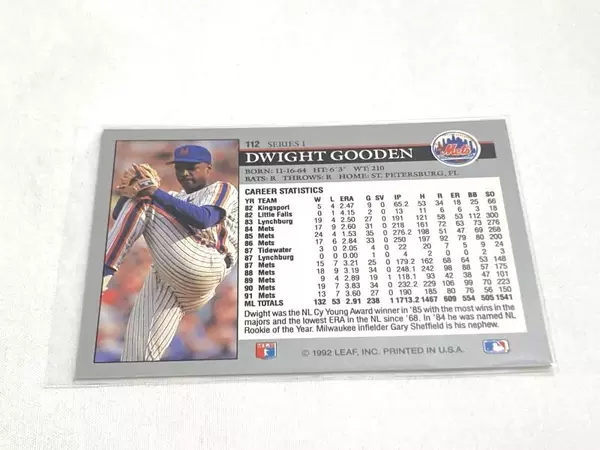 112 SERIES 1
DWIGHT GOODEN
Mets
BORN: 11-16-64 HT: 6'3" WT: 210
BATS: R THROWS: R HOME: ST. PETERSBURG, FL
CAREER STATISTICS
YR TEAM W L ERA G SV IP H R ER BB SO
82 Kingsport 5 4 2.47 9 0 65.2 53 34 18 25 66
82 Little Falls 0 1 4.15 2 0 13 11 6 6 3 18
83 Lynchburg 19 4 2.50 27 0 191 121 58 53 112 300
84 Mets 17 9 2.60 31 0 218 161 72 63 73 276
85 Mets 24 4 1.53 35 0 276.2 198 51 47 69 268
86 Mets 17 6 2.84 33 0 250 197 92 79 80 200
87 Tidewater 3 0 2.05 4 0 22 20 7 5 9 24
87 Lynchburg 0 0 0.00 1 0 4 2 0 0 2 3
87 Mets 15 7 3.21 25 0 179.2 162 68 64 53 148
88 Mets 18 9 3.19 34 0 248.1 242 98 88 57 175
89 Mets 9 4 2.89 19 1 118.1 93 42 38 47 101
90 Mets 19 7 3.83 34 0 232.2 229 106 99 70 223
91 Mets 13 7 3.60 27 0 190 185 80 76 56 150
ML TOTALS 132 53 2.91 238 1 1713.2 1467 609 554 505 1541
Dwight was the NL Cy Young Award winner in '85 with the most wins in the
majors and the lowest ERA in the NL since '68. In '84 he was named NL
Rookie of the Year. Milwaukee infielder Gary Sheffield is his nephew.
© 1992 LEAF, INC. PRINTED IN U.S.A.